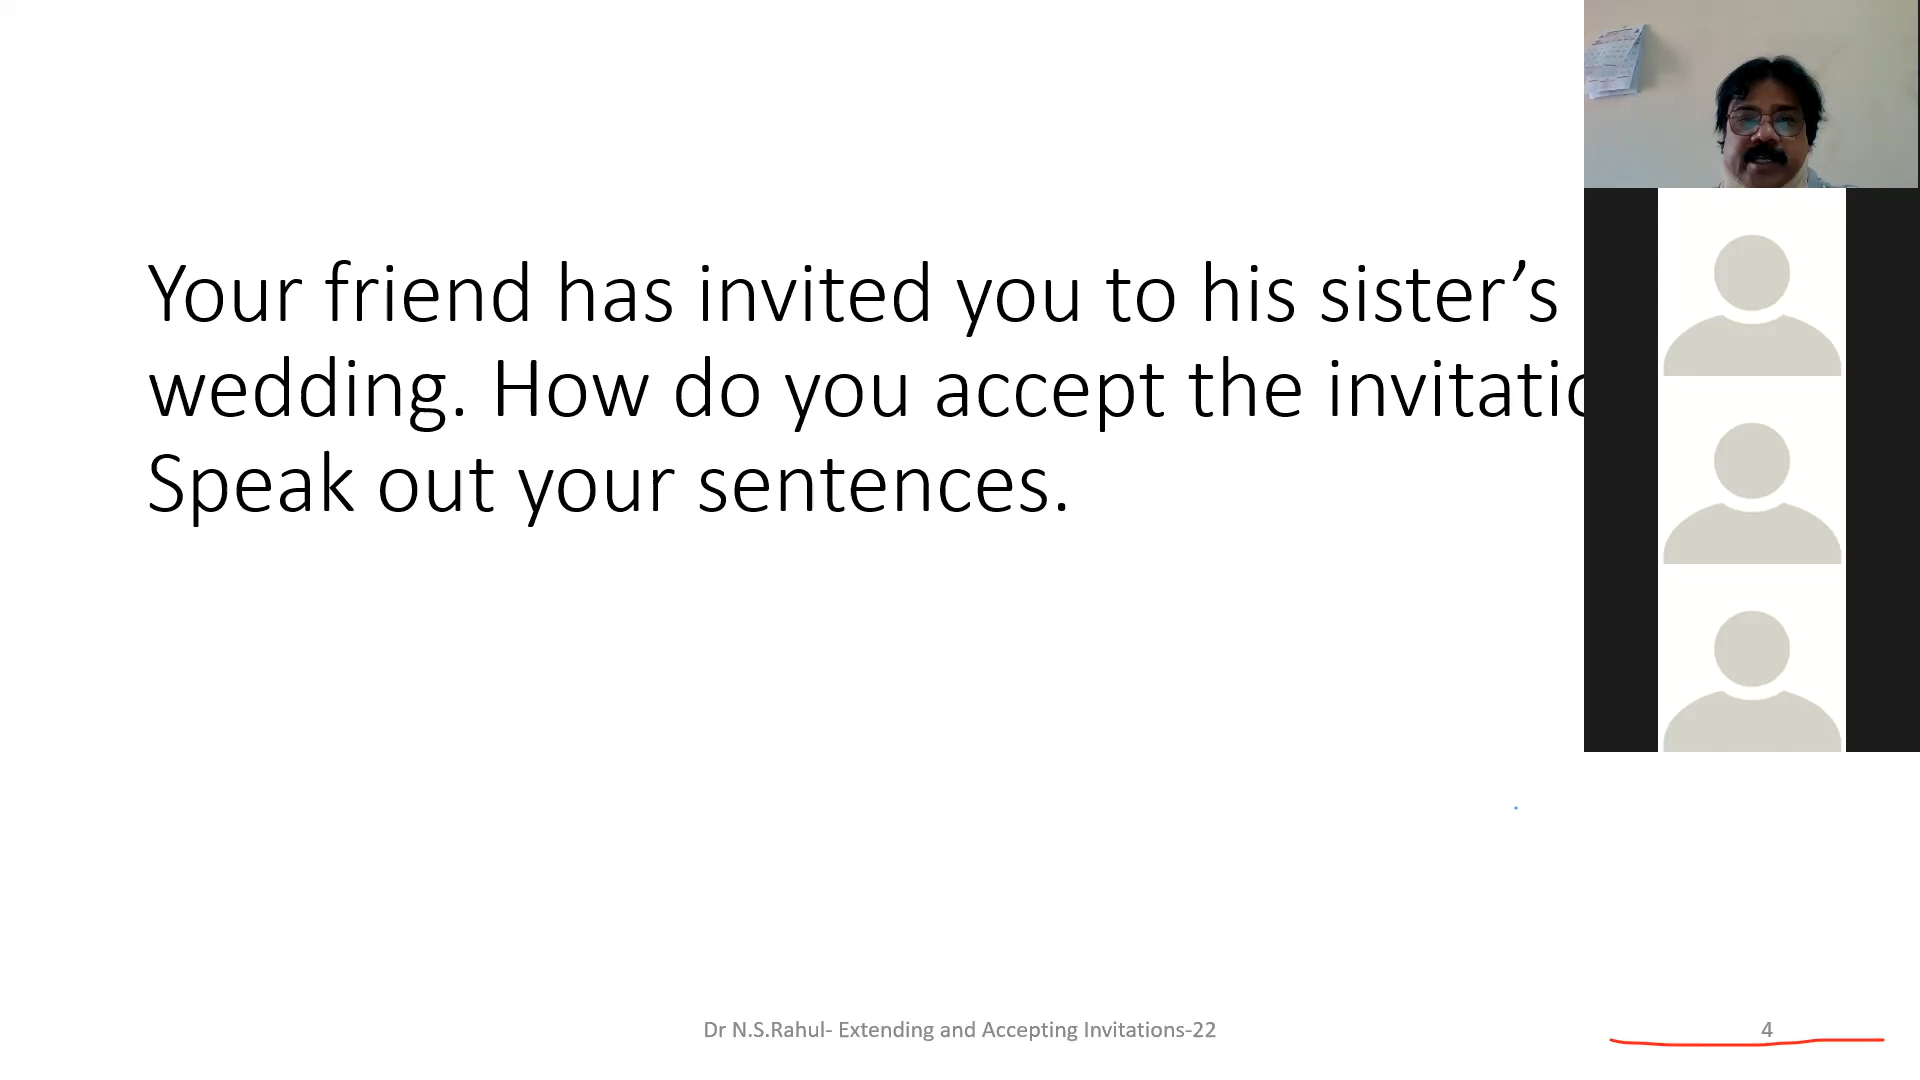 Your friend has invited you to his sister’s
wedding. How do you accept the
Speak out your sentences.
Dr N.S.Rahul- Extending and Accepting Invitations-22
4